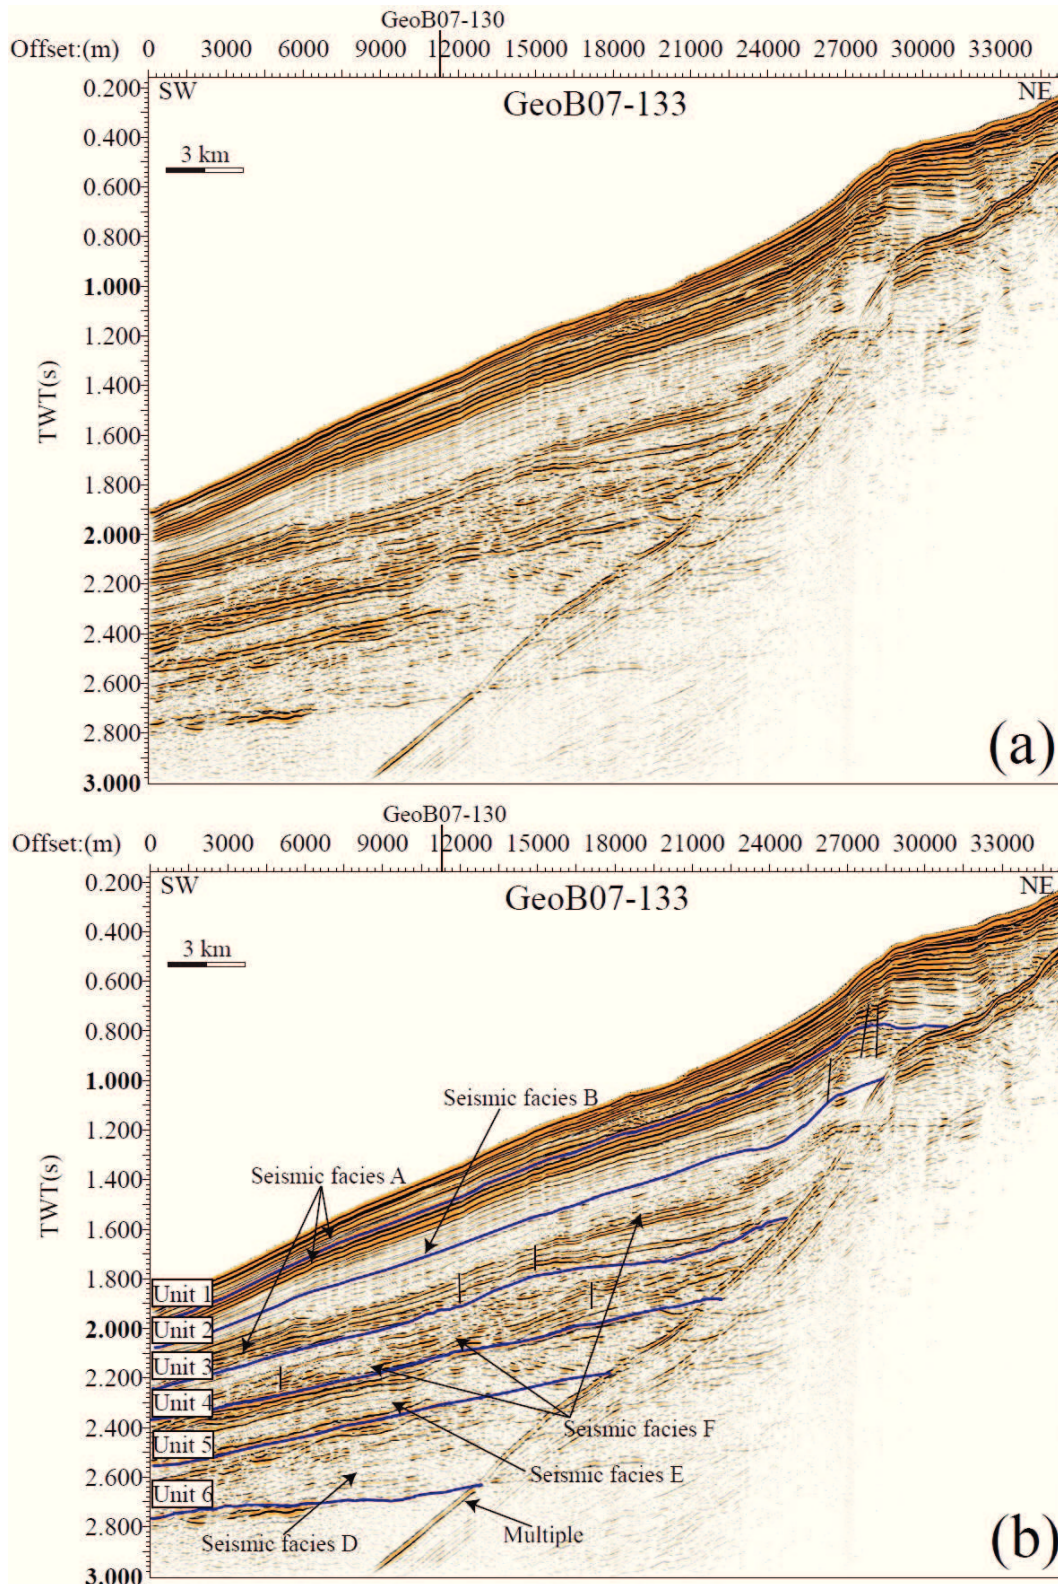 GeoB07-130
Offset:(m) 0 3000 6000 9000 12000 15000 18000 21000 24000 27000 30000 33000
SW GeoB07-133 NE
0.200
0.400
3 km
0.600
0.800
1.000
1.200
TWT(s)
1.400
1.600
1.800
2.000
2.200
2.400
2.600
2.800
3.000
(a)
GeoB07-130
Offset:(m) 0 3000 6000 9000 12000 15000 18000 21000 24000 27000 30000 33000
SW GeoB07-133 NE
0.200
0.400
3 km
0.600
0.800
1.000
Seismic facies B
1.200
TWT(s)
Seismic facies A
1.400
1.600
1.800
Unit 1
2.000
Unit 2
Unit 3
2.200
Unit 4
2.400
Seismic facies F
Unit 5
Seismic facies E
2.600
Unit 6
2.800
Seismic facies D
Multiple
3.000
(b)